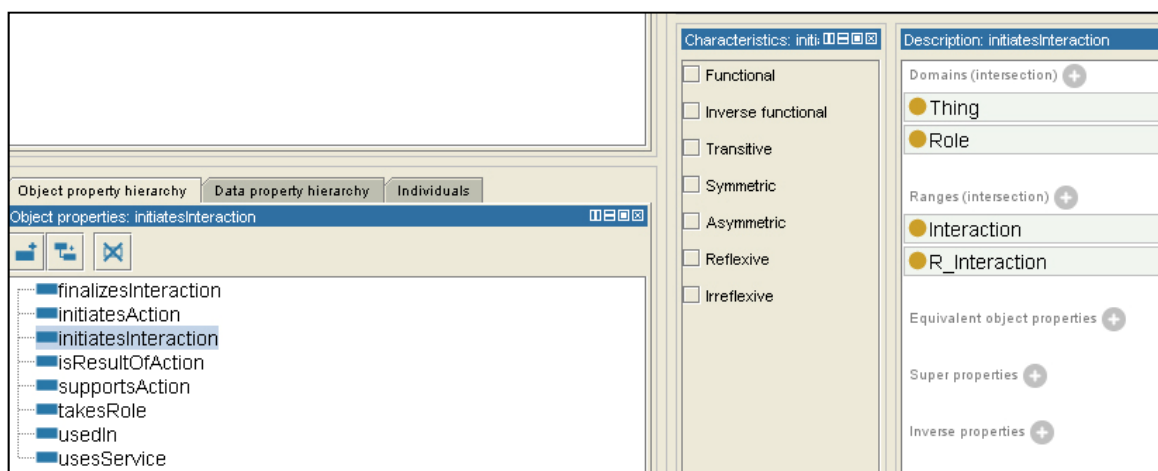 Object property hierarchy
Data property hierarchy
Individuals
Object properties: initiatesInteraction
finalizesInteraction
initiatesAction
initiatesInteraction
isResultOfAction
supportsAction
takesRole
usedIn
usesService
Characteristics: initi
Functional
Inverse functional
Transitive
Symmetric
Asymmetric
Reflexive
Irreflexive
Description: initiatesInteraction
Domains (intersection)
Thing
Role
Ranges (intersection)
Interaction
R_Interaction
Equivalent object properties
Super properties
Inverse properties